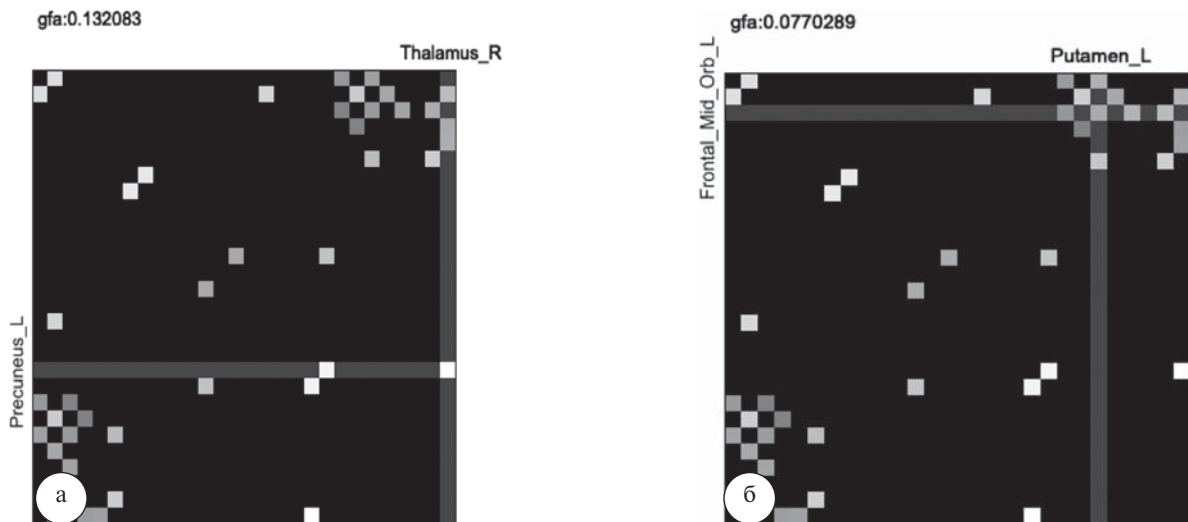 gfa:0.132083
Thalamus_R
Precuneus_L
а
gfa:0.0770289
Putamen_L
Frontal_Mid_Orb_L
б